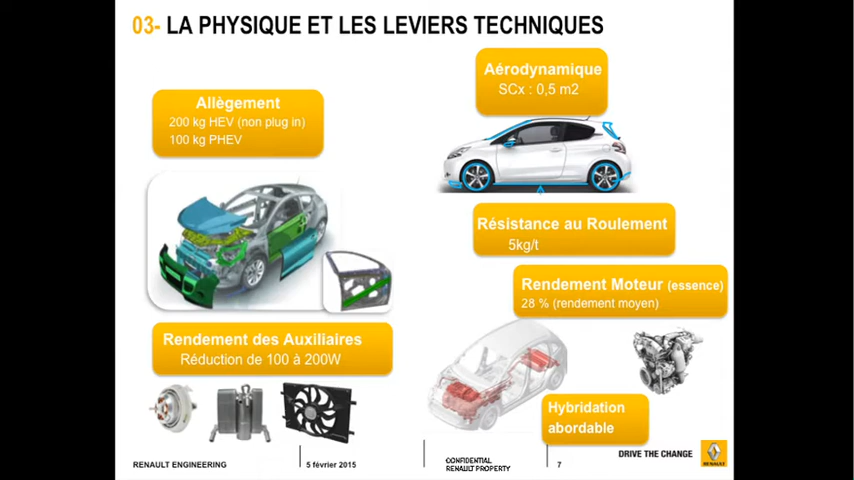 03- LA PHYSIQUE ET LES LEVIERS TECHNIQUES
Allègement
200 kg HEV (non plug in)
100 kg PHEV
Aérodynamique
SCx : 0,5 m2
Résistance au Roulement
5kg/t
Rendement Moteur (essence)
28 % (rendement moyen)
Rendement des Auxiliaires
Réduction de 100 à 200W
Hybridation
abordable
DRIVE THE CHANGE
RENAULT
RENAULT ENGINEERING
5 février 2015
CONFIDENTIAL
RENAULT PROPERTY
7